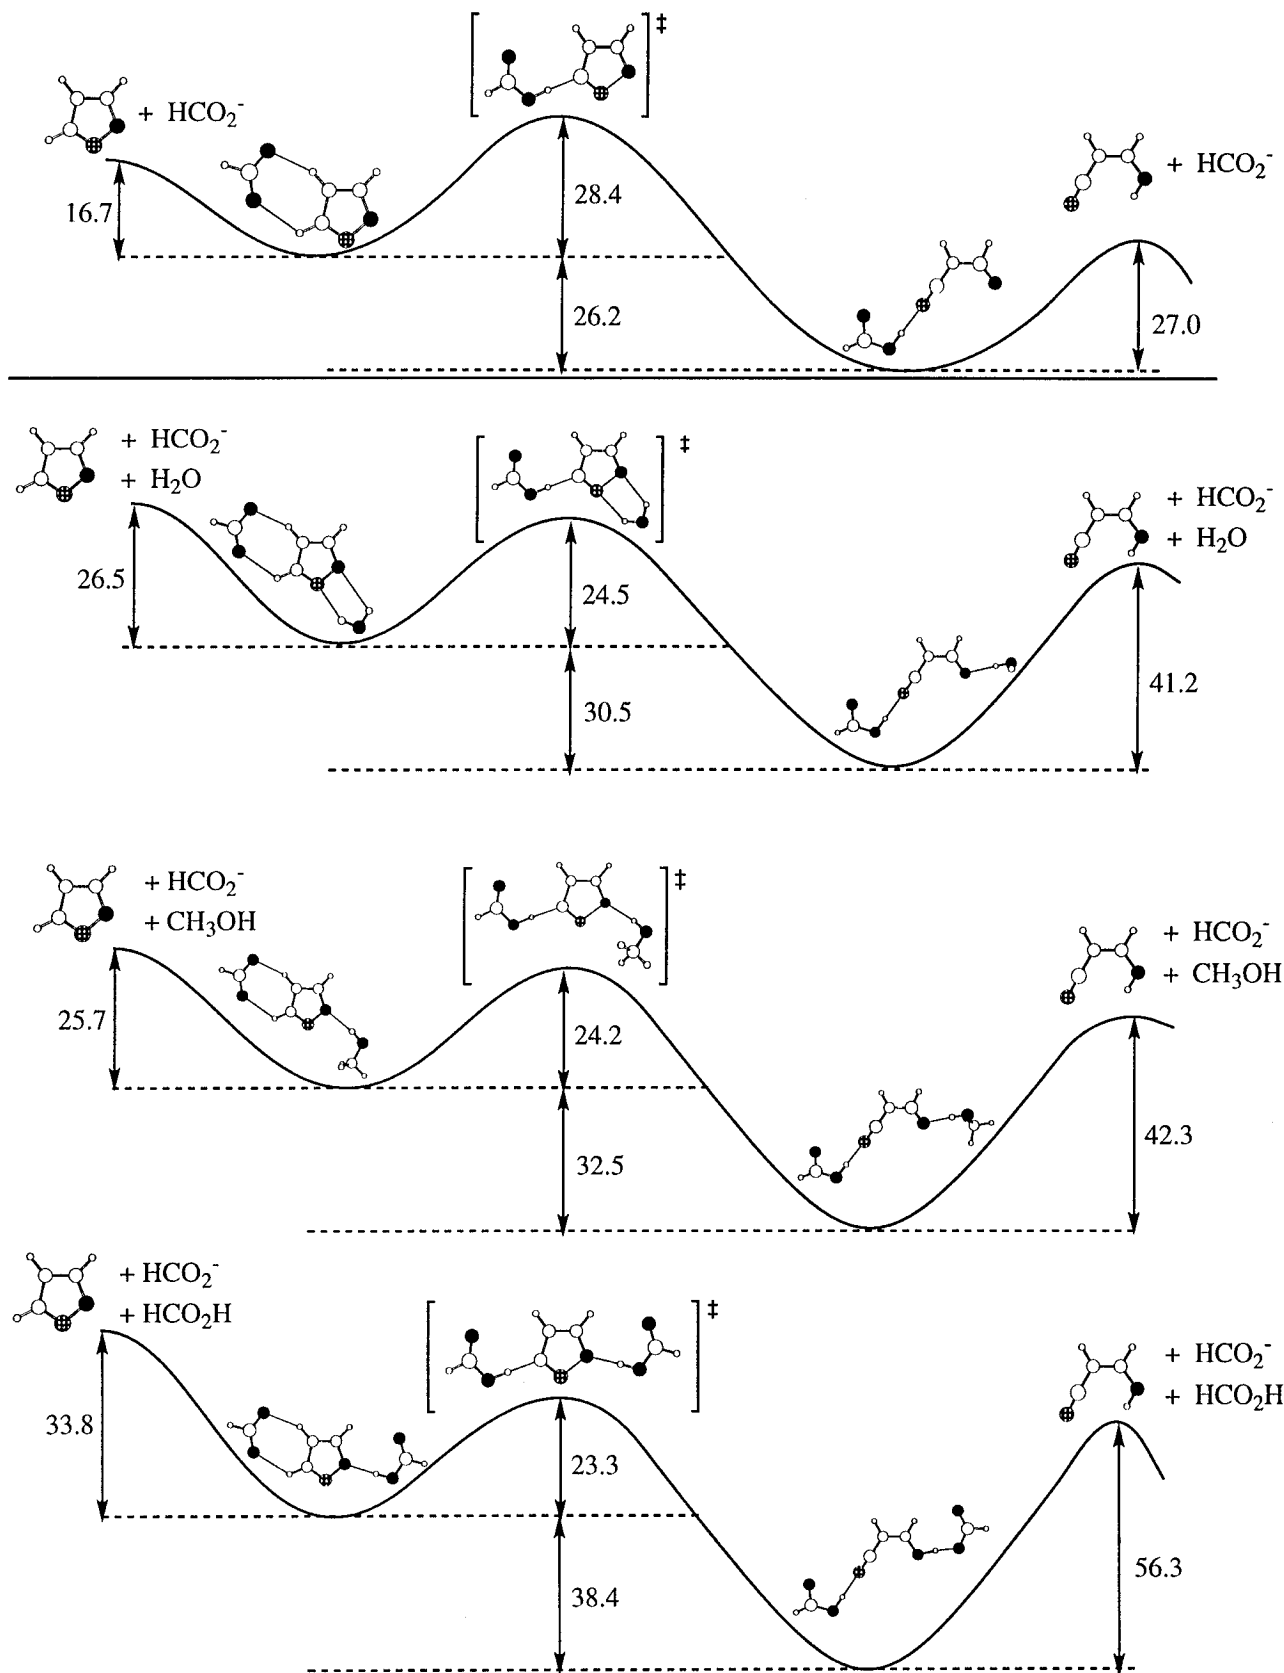 ‡
+ HCO₂⁻
+ HCO₂⁻
16.7
28.4
26.2
27.0
+ HCO₂⁻
+ H₂O
‡
+ HCO₂⁻
+ H₂O
26.5
24.5
30.5
41.2
+ HCO₂⁻
+ CH₃OH
‡
+ HCO₂⁻
+ CH₃OH
25.7
24.2
32.5
42.3
+ HCO₂⁻
+ HCO₂H
‡
+ HCO₂⁻
+ HCO₂H
33.8
23.3
38.4
56.3